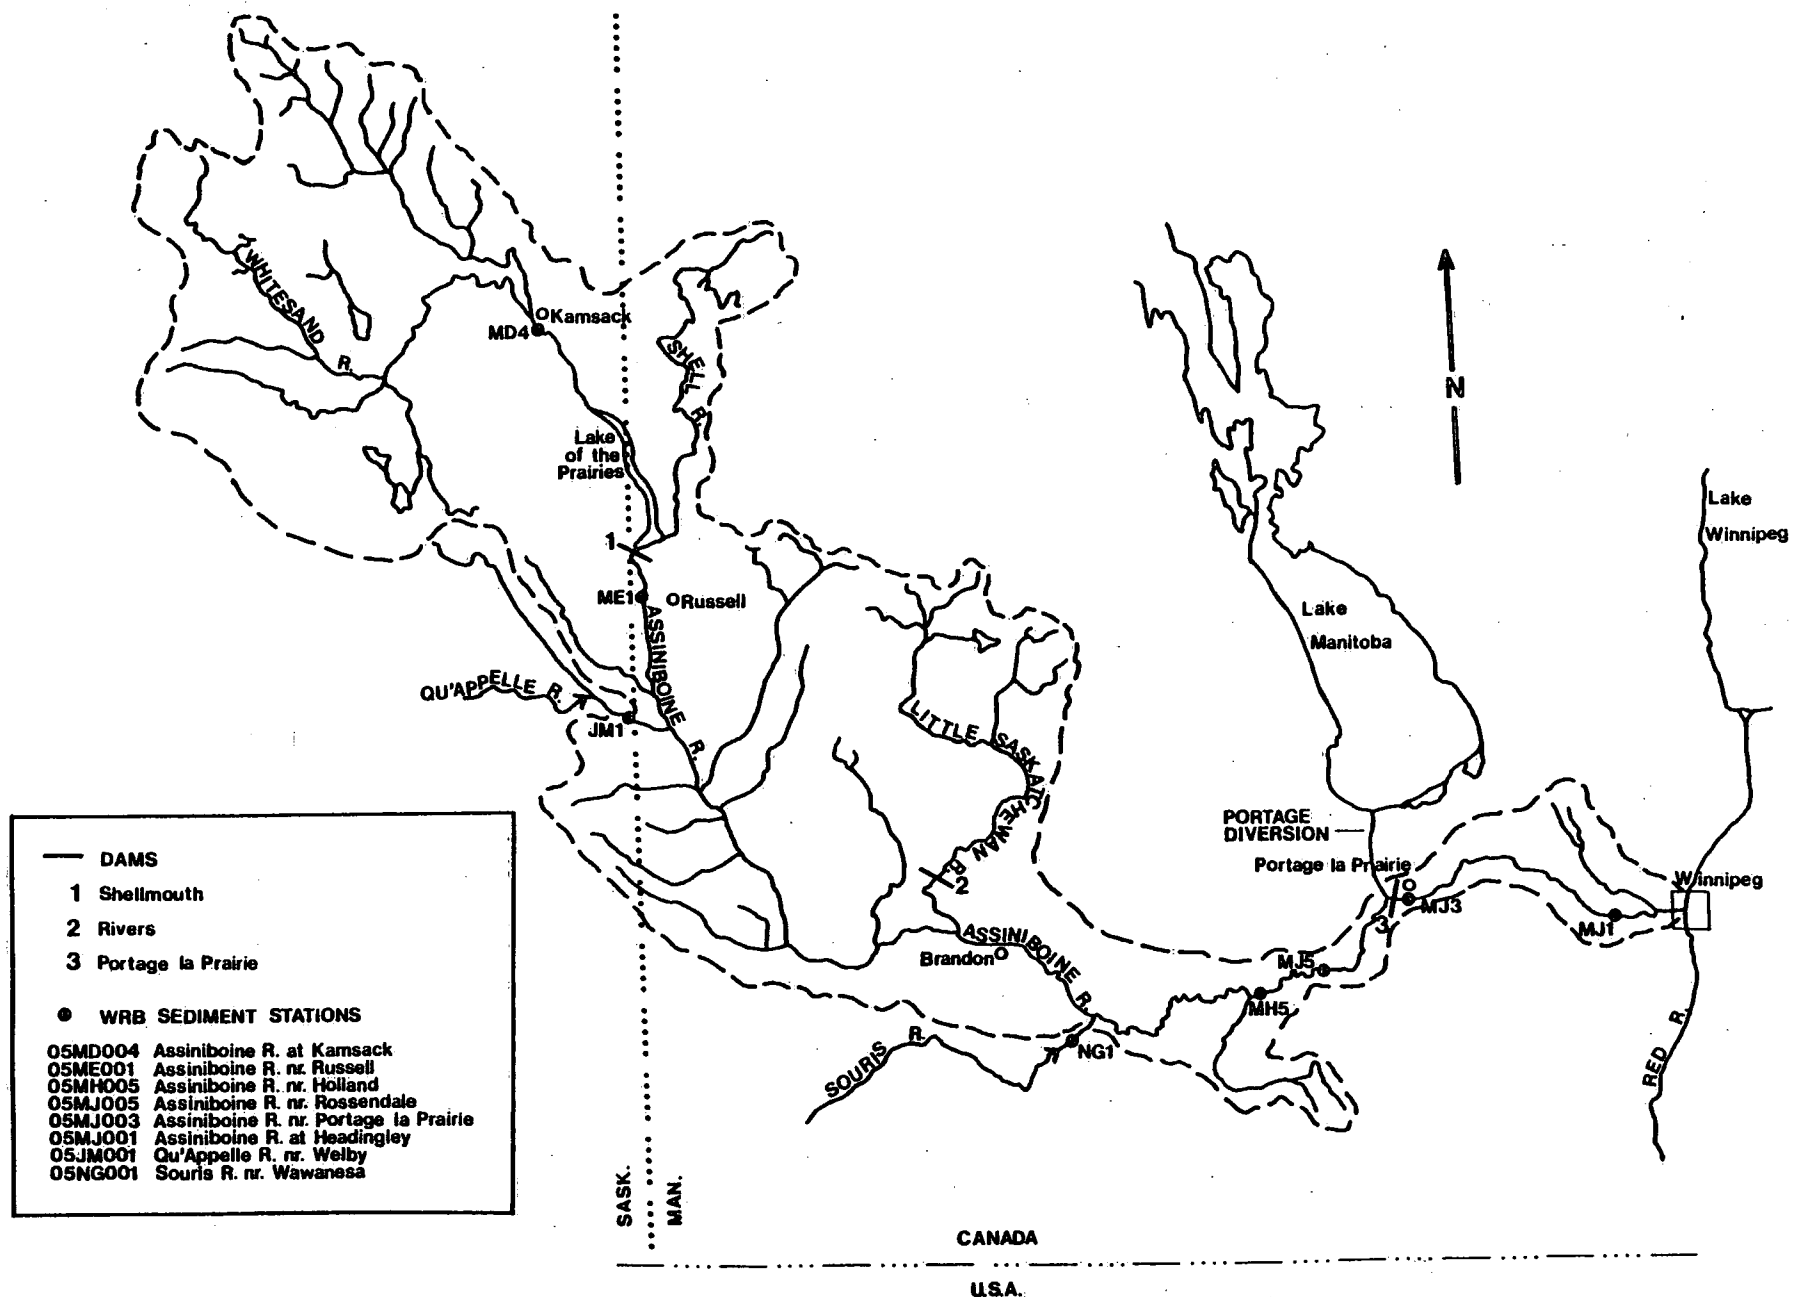 WHITESAND R.
Kamsack
MD4
SHELL R.
N
Lake
of the
Prairies
Lake
Winnipeg
1
ME1
Russell
ASSINIBOINE R.
Lake
Manitoba
QU'APPELLE R.
JM1
LITTLE SASKATCHEWAN R.
2
PORTAGE
DIVERSION
Portage la Prairie
3
MJ3
Winnipeg
MJ1
ASSINIBOINE R.
Brandon
MJ5
MH5
NG1
SOURIS R.
RED R.
DAMS
1 Shellmouth
2 Rivers
3 Portage la Prairie
WRB SEDIMENT STATIONS
05MD004 Assiniboine R. at Kamsack
05ME001 Assiniboine R. nr. Russell
05MH005 Assiniboine R. nr. Holland
05MJ005 Assiniboine R. nr. Rossendale
05MJ003 Assiniboine R. nr. Portage la Prairie
05MJ001 Assiniboine R. at Headingley
05JM001 Qu'Appelle R. nr. Welby
05NG001 Souris R. nr. Wawanesa
SASK.
MAN.
CANADA
U.S.A.